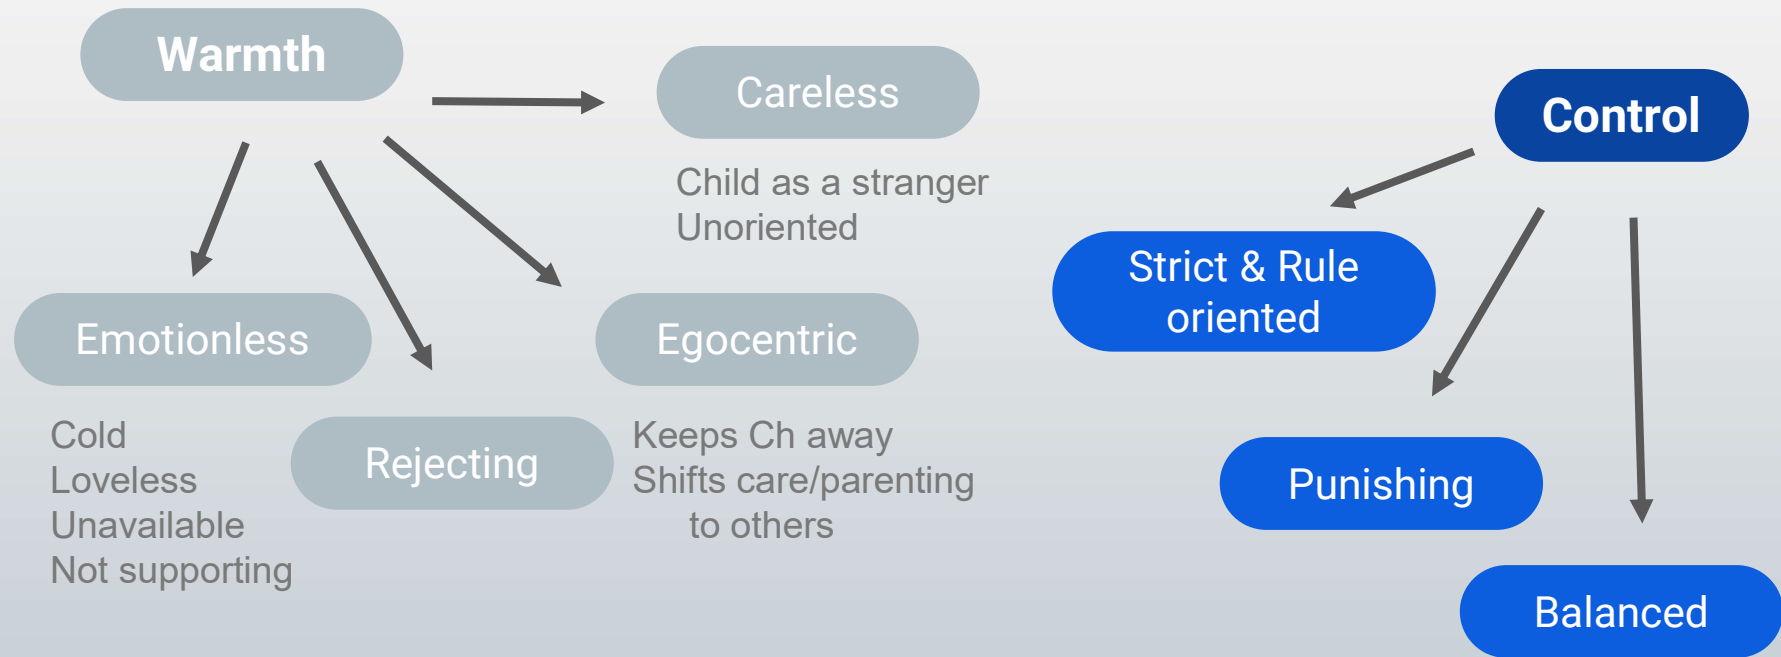 Warmth
Careless
Child as a stranger
Unoriented
Emotionless
Cold
Loveless
Unavailable
Not supporting
Rejecting
Egocentric
Keeps Ch away
Shifts care/parenting
to others
Control
Strict & Rule
oriented
Punishing
Balanced